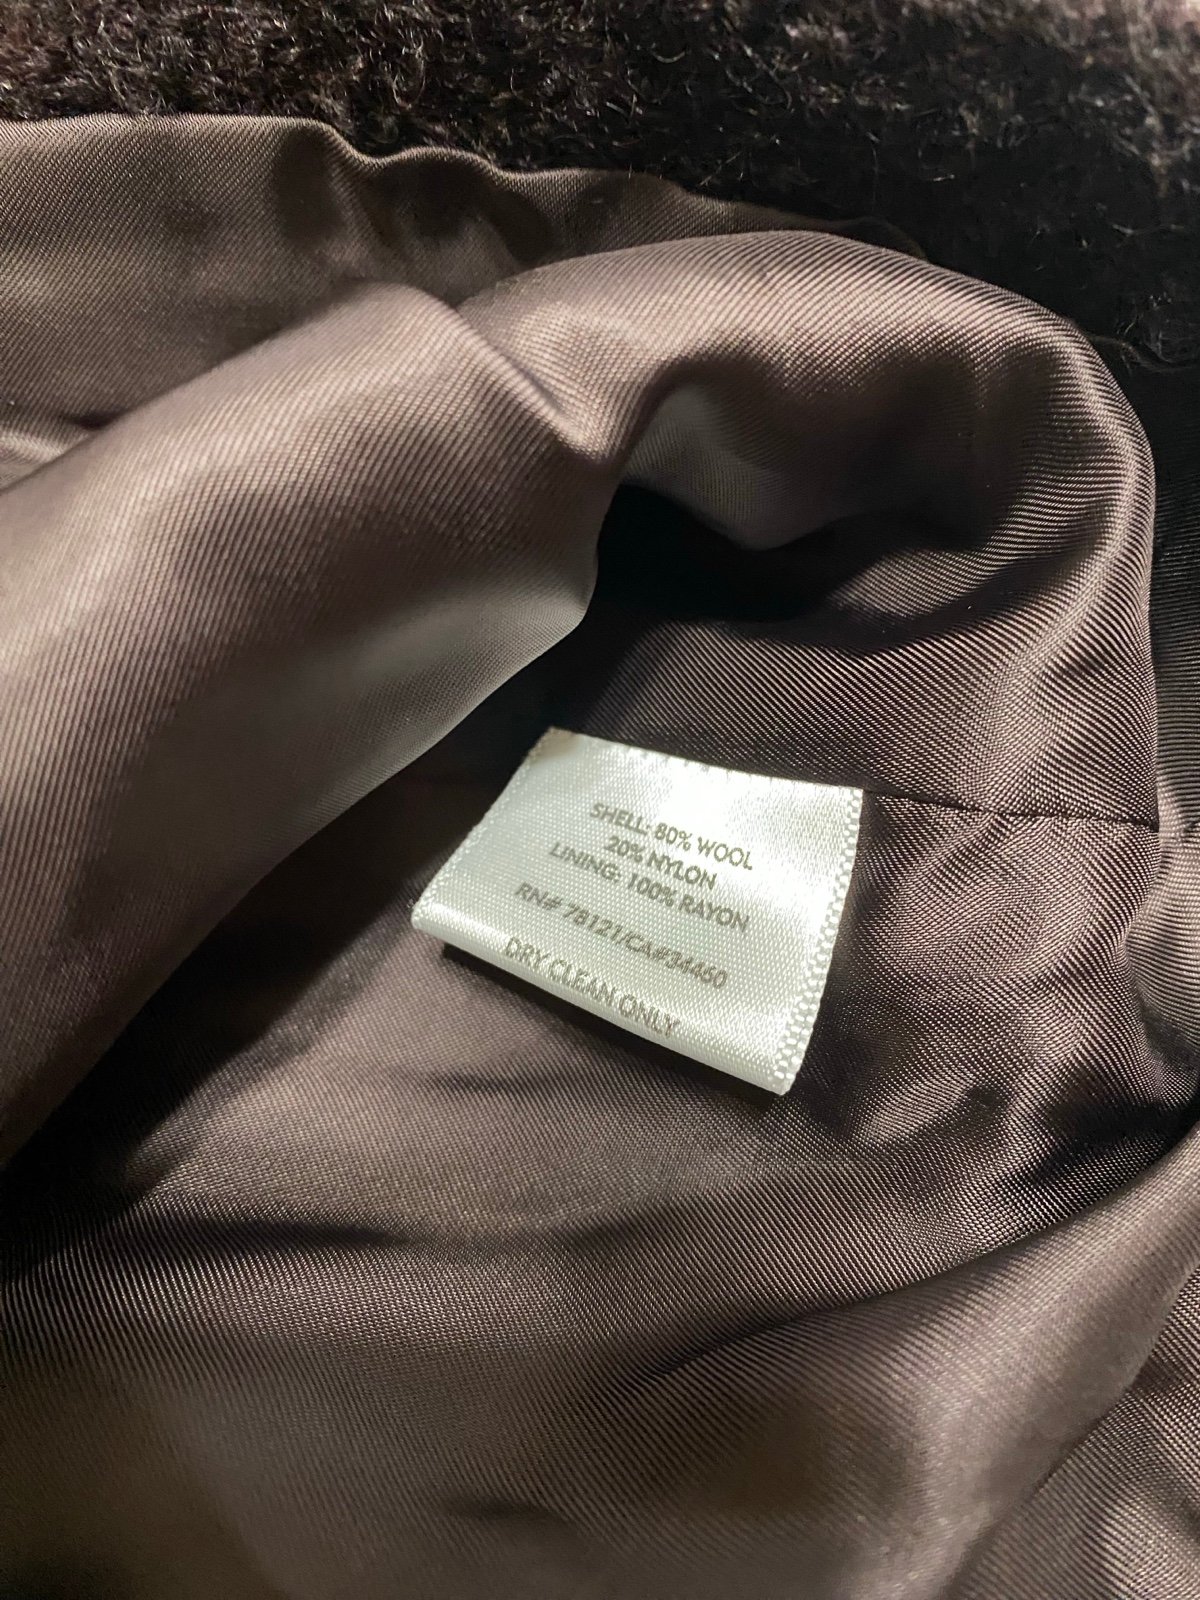 SHELL: 80% WOOL
20% NYLON
LINING: 100% RAYON
RN# 78121/CA#34460
DRY CLEAN ONLY